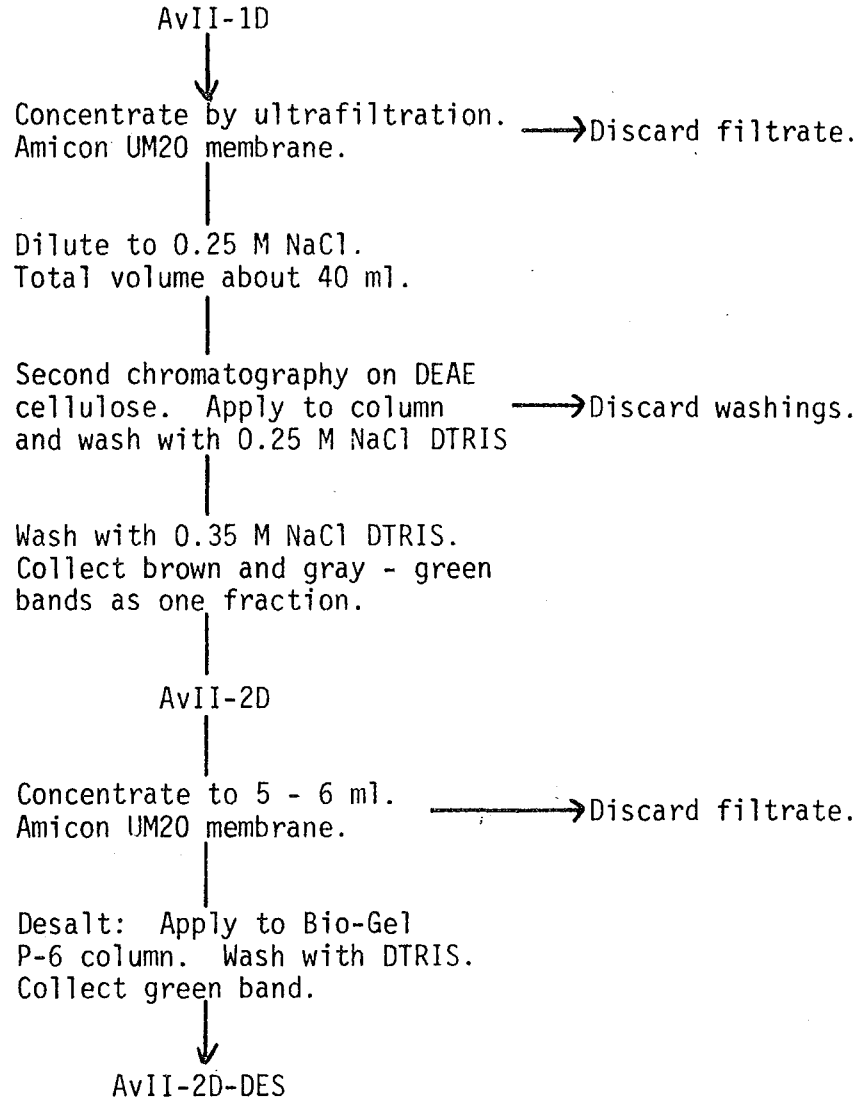 AvII-1D
Concentrate by ultrafiltration.
Amicon UM20 membrane.
Discard filtrate.
Dilute to 0.25 M NaCl.
Total volume about 40 ml.
Second chromatography on DEAE
cellulose. Apply to column
and wash with 0.25 M NaCl DTRIS
Discard washings.
Wash with 0.35 M NaCl DTRIS.
Collect brown and gray - green
bands as one fraction.
AvII-2D
Concentrate to 5 - 6 ml.
Amicon UM20 membrane.
Discard filtrate.
Desalt: Apply to Bio-Gel
P-6 column. Wash with DTRIS.
Collect green band.
AvII-2D-DES